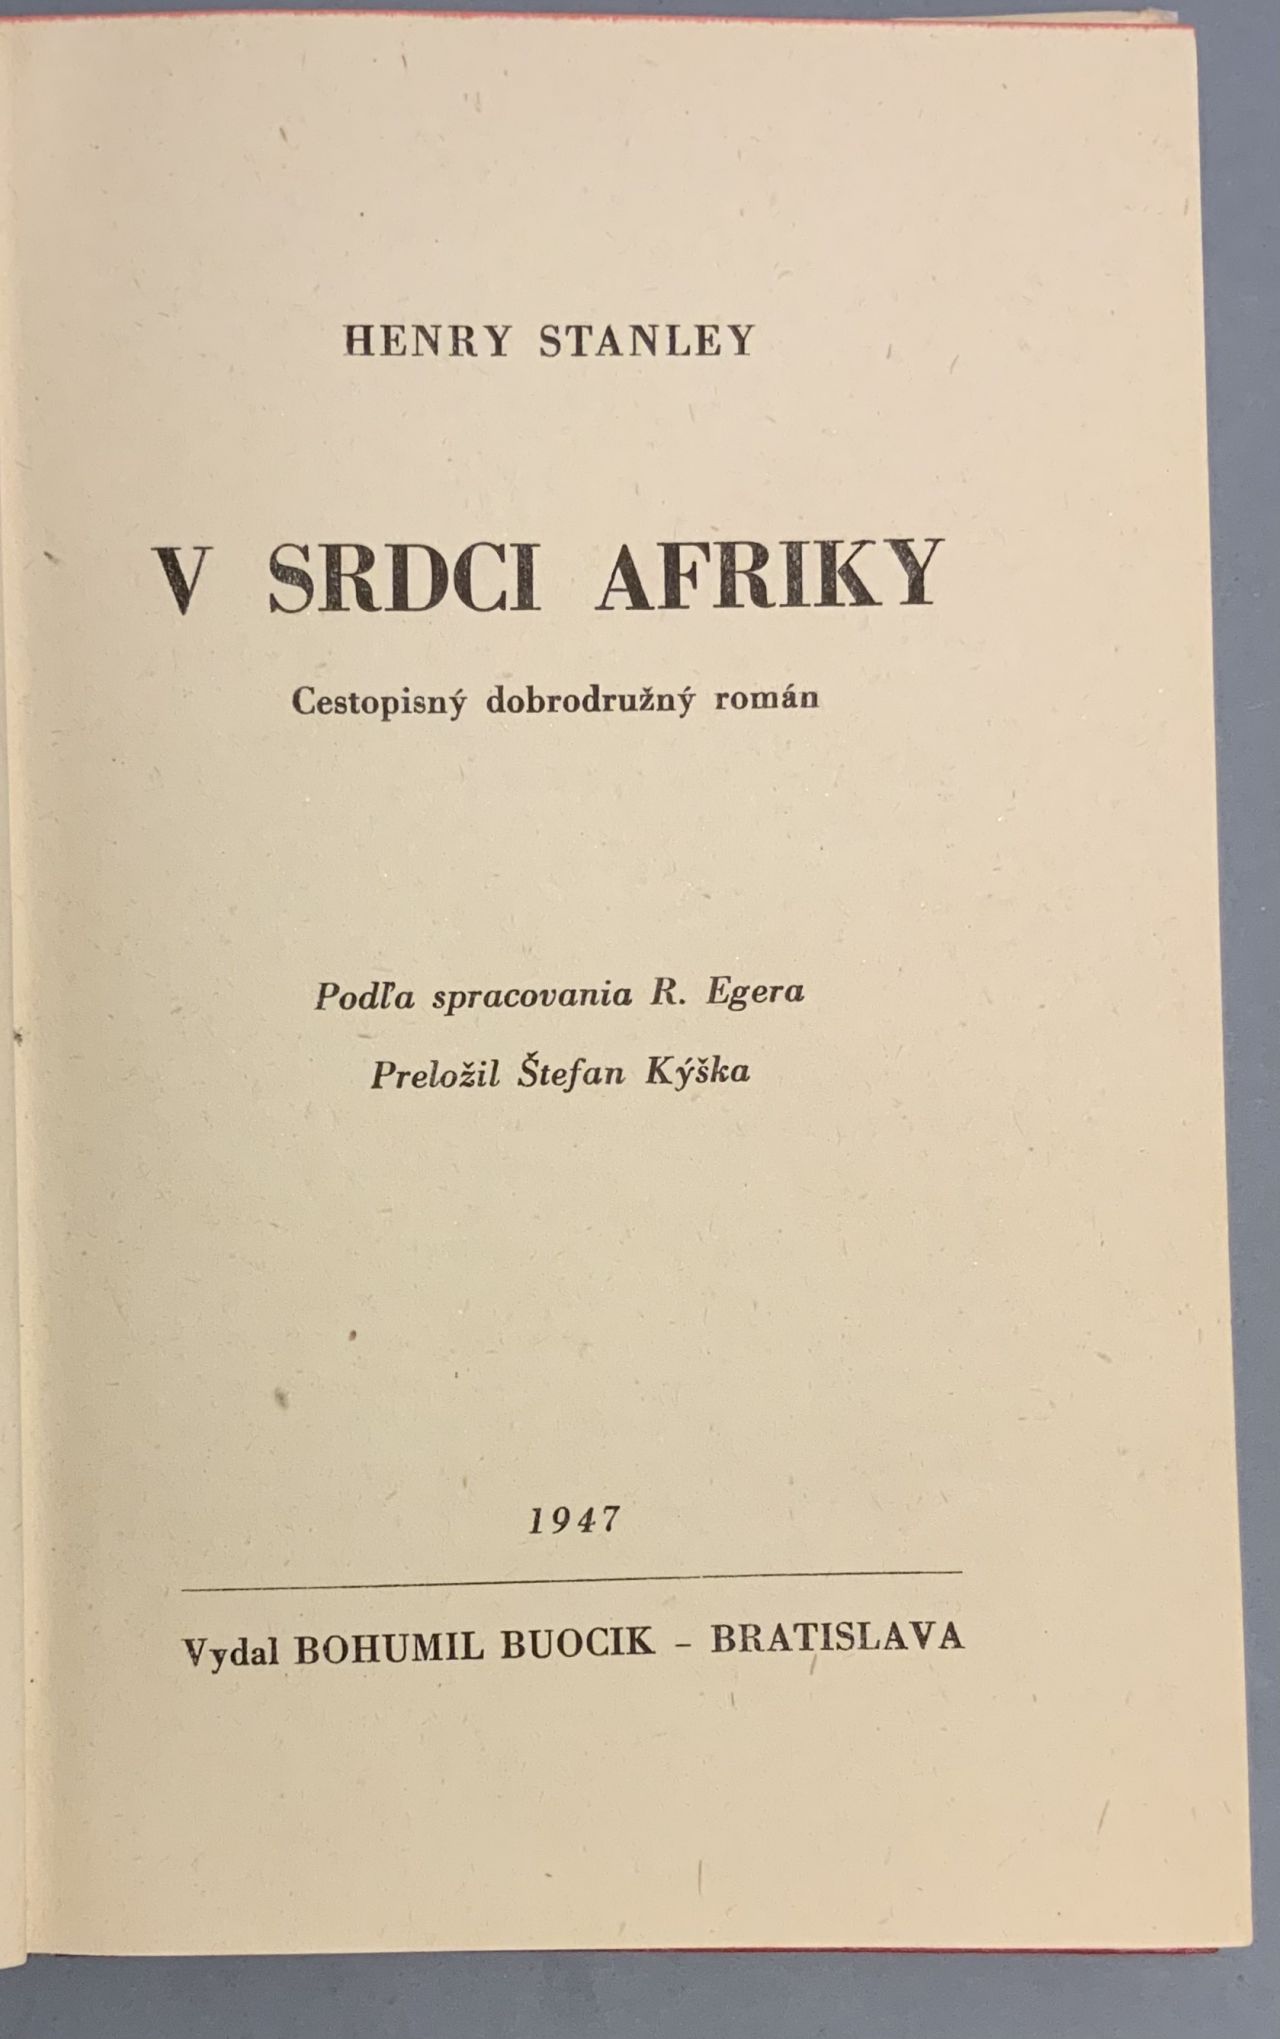 HENRY STANLEY
V SRDCI AFRIKY
Cestopisný dobrodružný román
Podľa spracovania R. Egera
Preložil Štefan Kýška
1947
Vydal BOHUMIL BUOCIK – BRATISLAVA